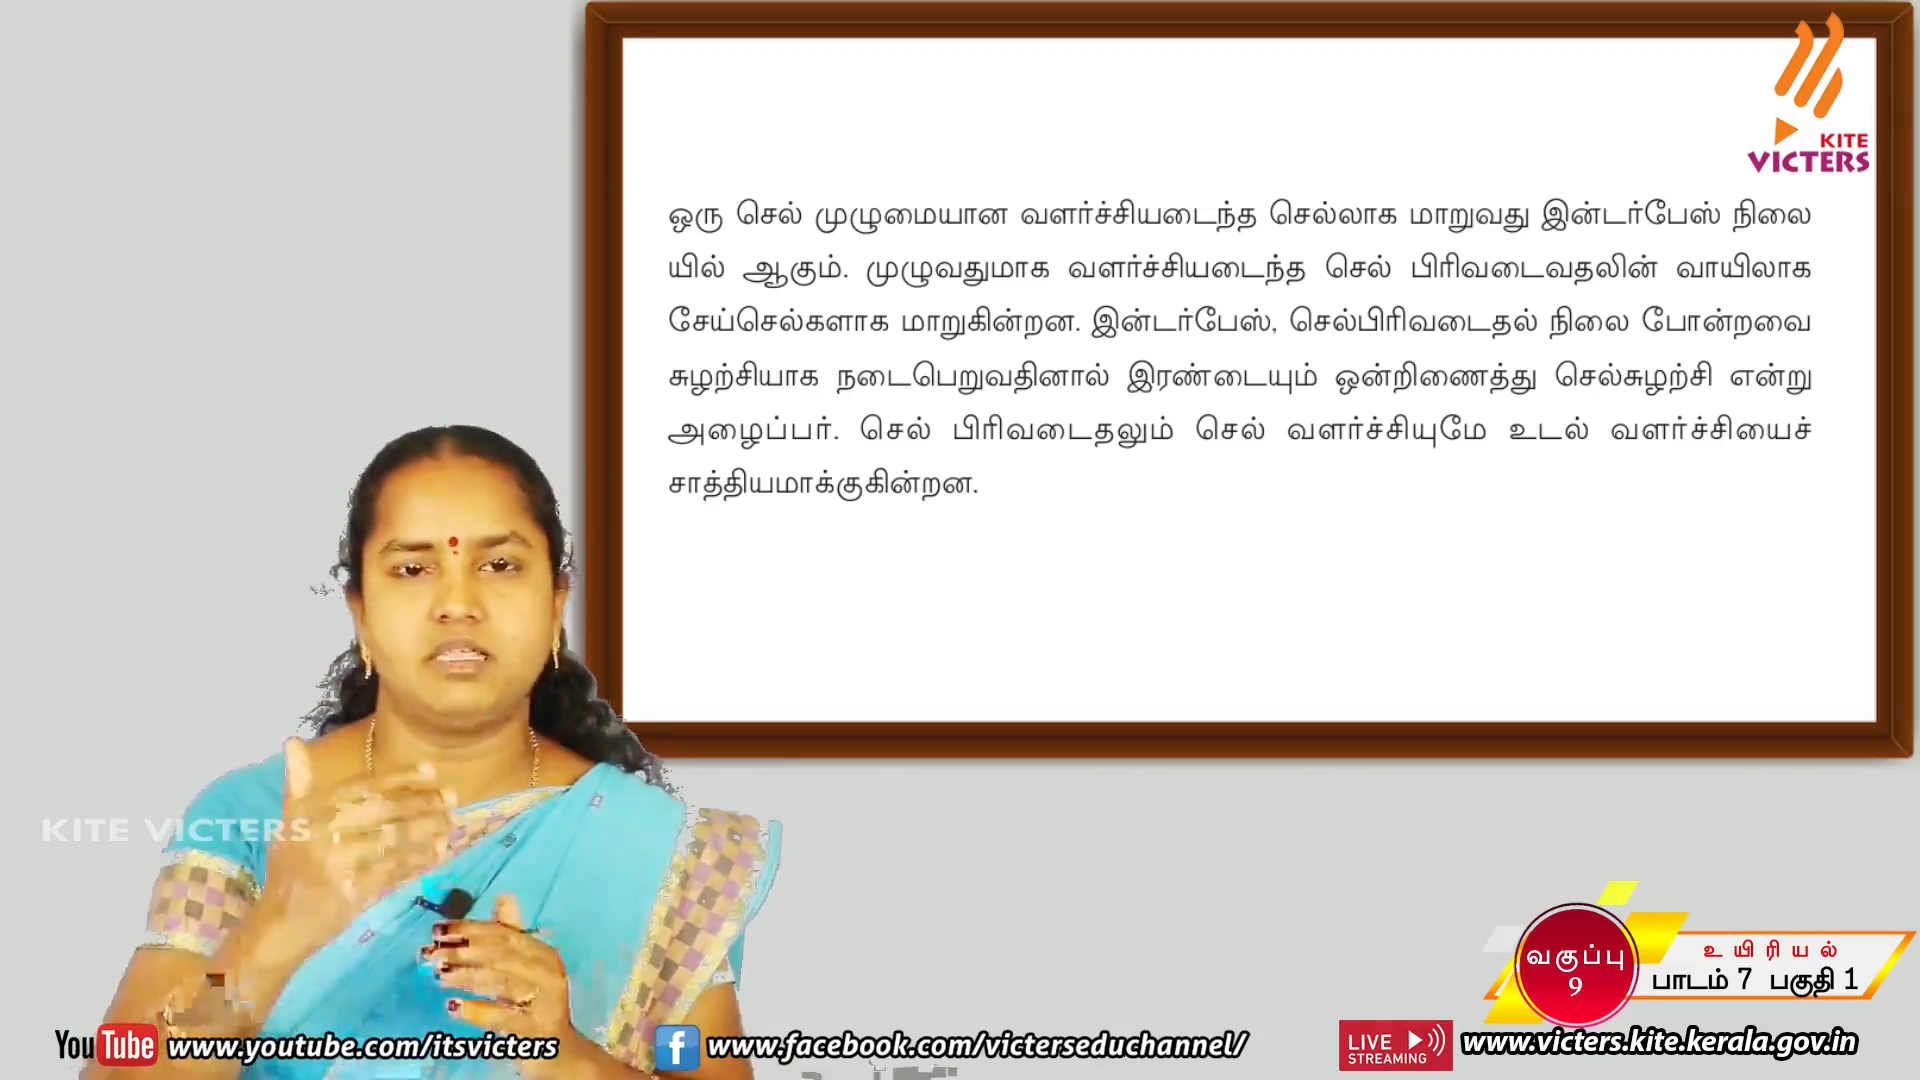 KITE
VICTERS
ஒரு செல் முழுமையான வளர்ச்சியடைந்த செல்லாக மாறுவது இன்டர்பேஸ் நிலை
யில் ஆகும். முழுவதுமாக வளர்ச்சியடைந்த செல் பிரிவடைவதலின் வாயிலாக
சேய்செல்களாக மாறுகின்றன. இன்டர்பேஸ், செல்பிரிவடைதல் நிலை போன்றவை
சுழற்சியாக நடைபெறுவதினால் இரண்டையும் ஒன்றிணைத்து செல்சுழற்சி என்று
அழைப்பர். செல் பிரிவடைதலும் செல் வளர்ச்சியுமே உடல் வளர்ச்சியைச்
சாத்தியமாக்குகின்றன.
KITE VICTERS
வகுப்பு
9
உயிரியல்
பாடம் 7 பகுதி 1
YouTube www.youtube.com/itsvicters
f www.facebook.com/victerseduchannel/
LIVE
STREAMING
www.victers.kite.kerala.gov.in